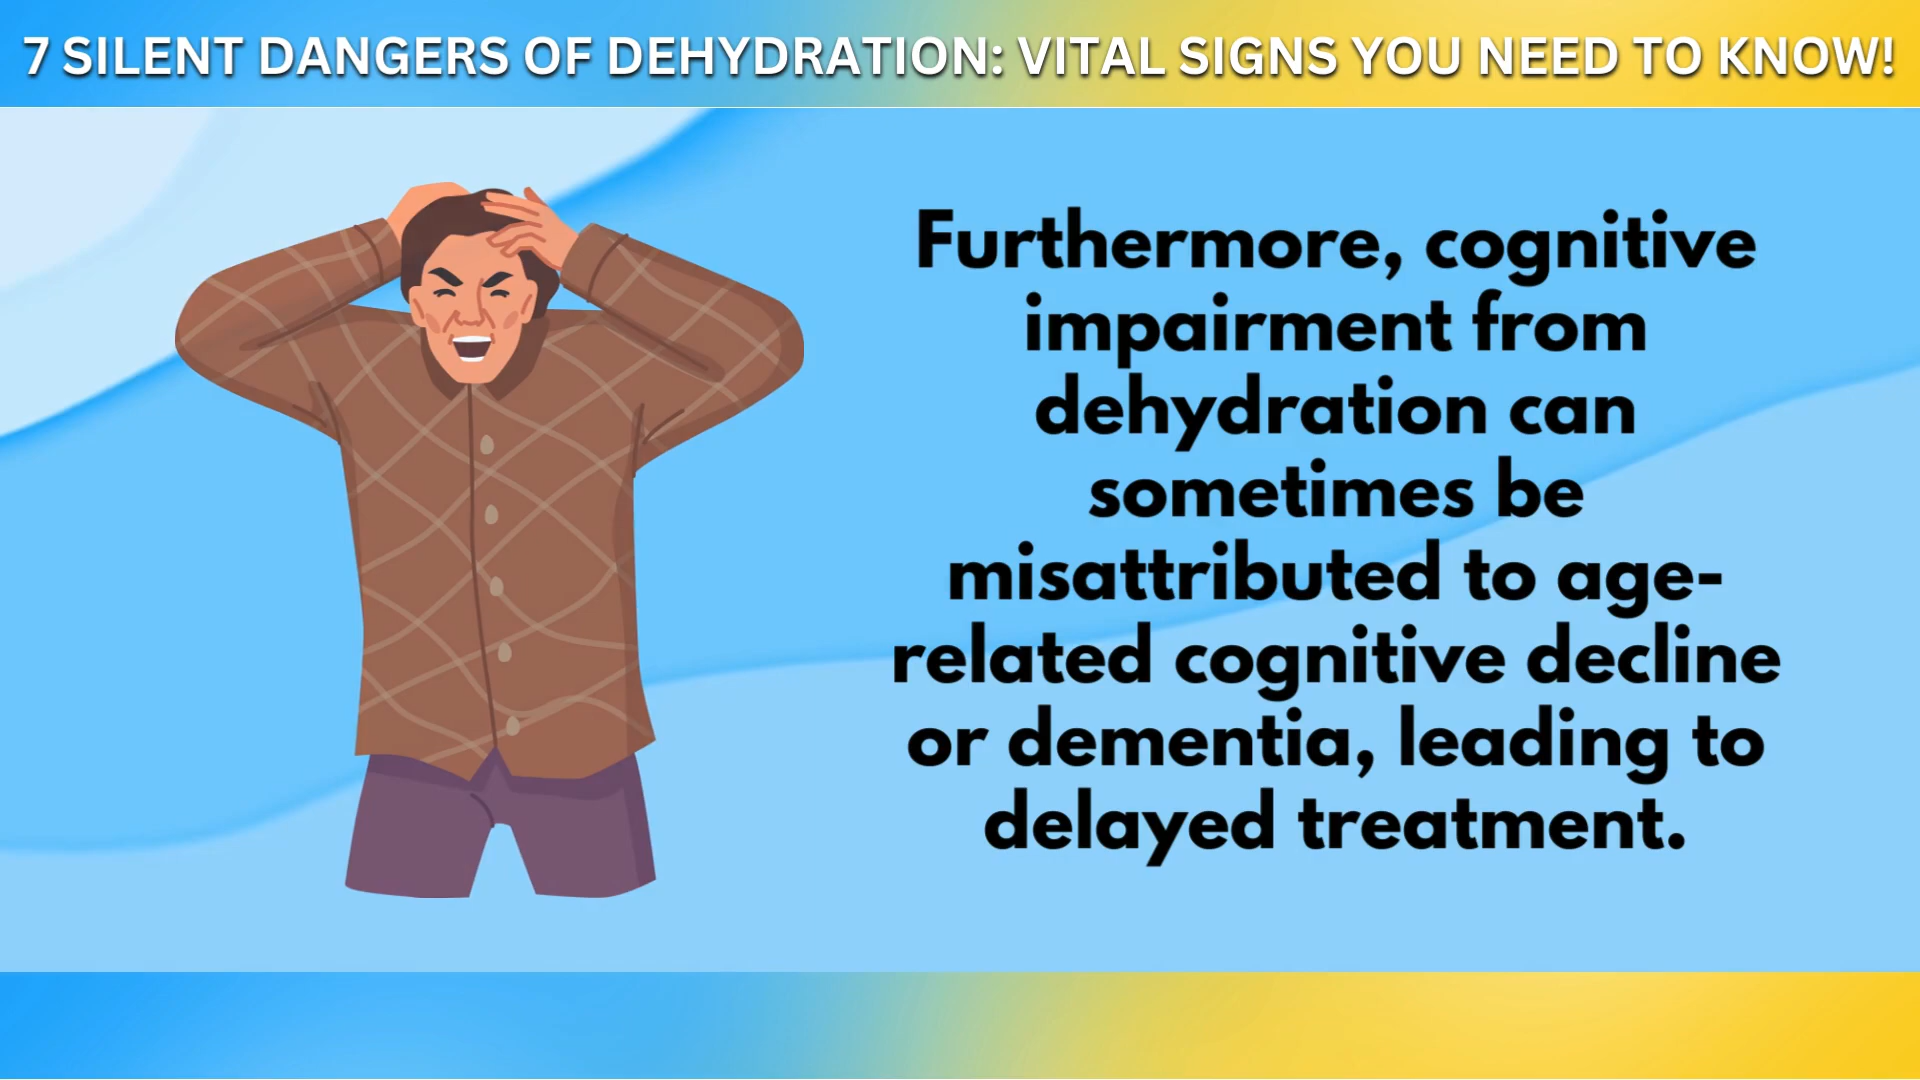 7 SILENT DANGERS OF DEHYDRATION: VITAL SIGNS YOU NEED TO KNOW!
Furthermore, cognitive
impairment from
dehydration can
sometimes be
misattributed to age-
related cognitive decline
or dementia, leading to
delayed treatment.